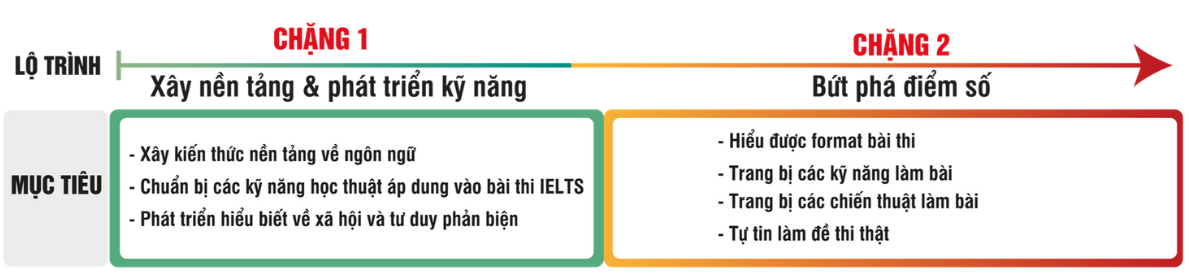 LỘ TRÌNH
CHẶNG 1
Xây nền tảng & phát triển kỹ năng
CHẶNG 2
Bứt phá điểm số
MỤC TIÊU
- Xây kiến thức nền tảng về ngôn ngữ
- Chuẩn bị các kỹ năng học thuật áp dụng vào bài thi IELTS
- Phát triển hiểu biết về xã hội và tư duy phản biện
- Hiểu được format bài thi
- Trang bị các kỹ năng làm bài
- Trang bị các chiến thuật làm bài
- Tự tin làm đề thi thật